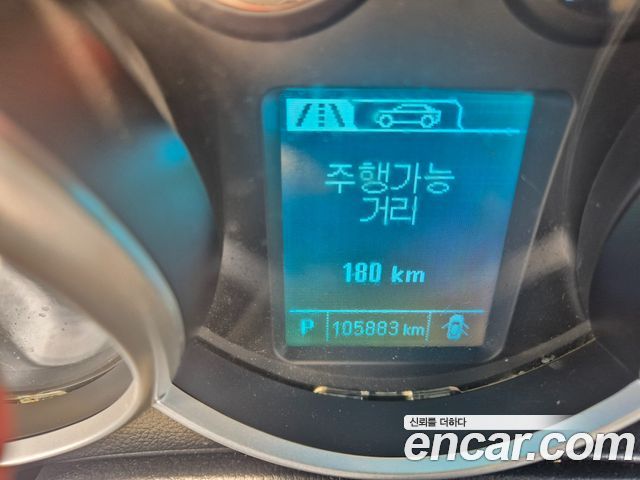 주행가능
거리
180 km
P 105883 km
신뢰를 더하다
encar.com